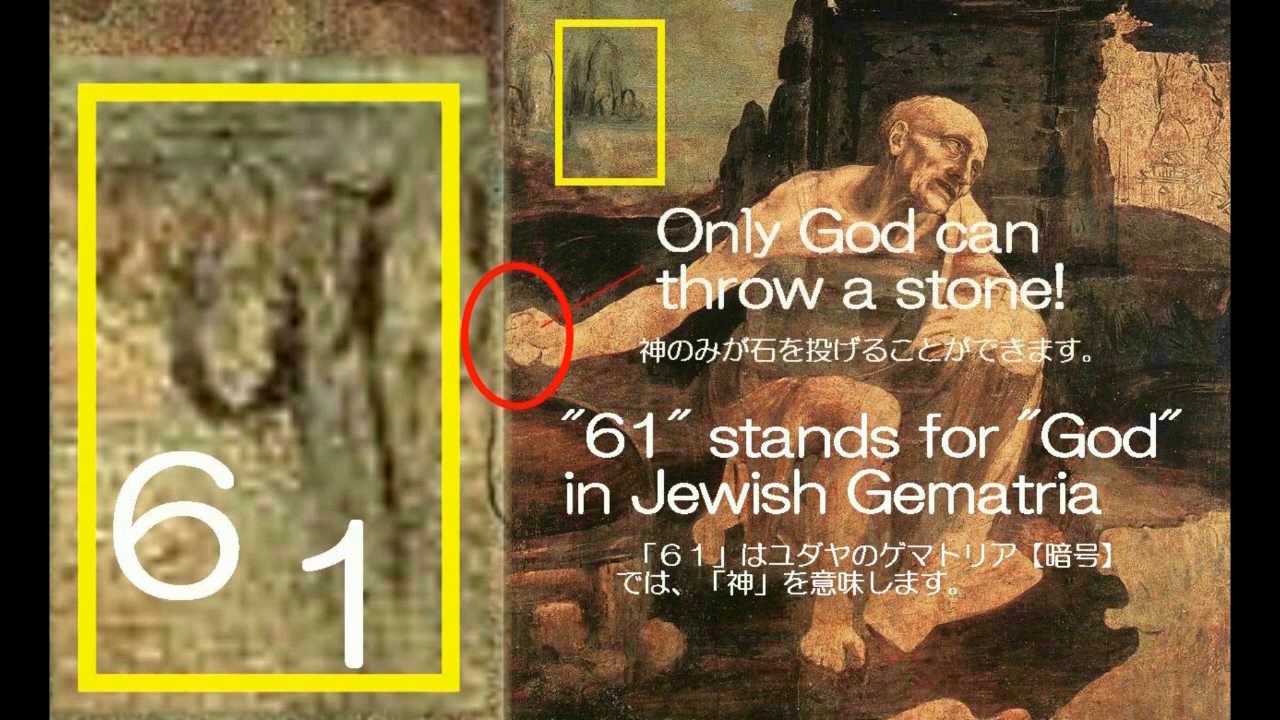 61
Only God can
throw a stone!
神のみが石を投げることができます。
"61" stands for "God"
in Jewish Gematria
「６１」はユダヤのゲマトリア【暗号】
では、「神」を意味します。